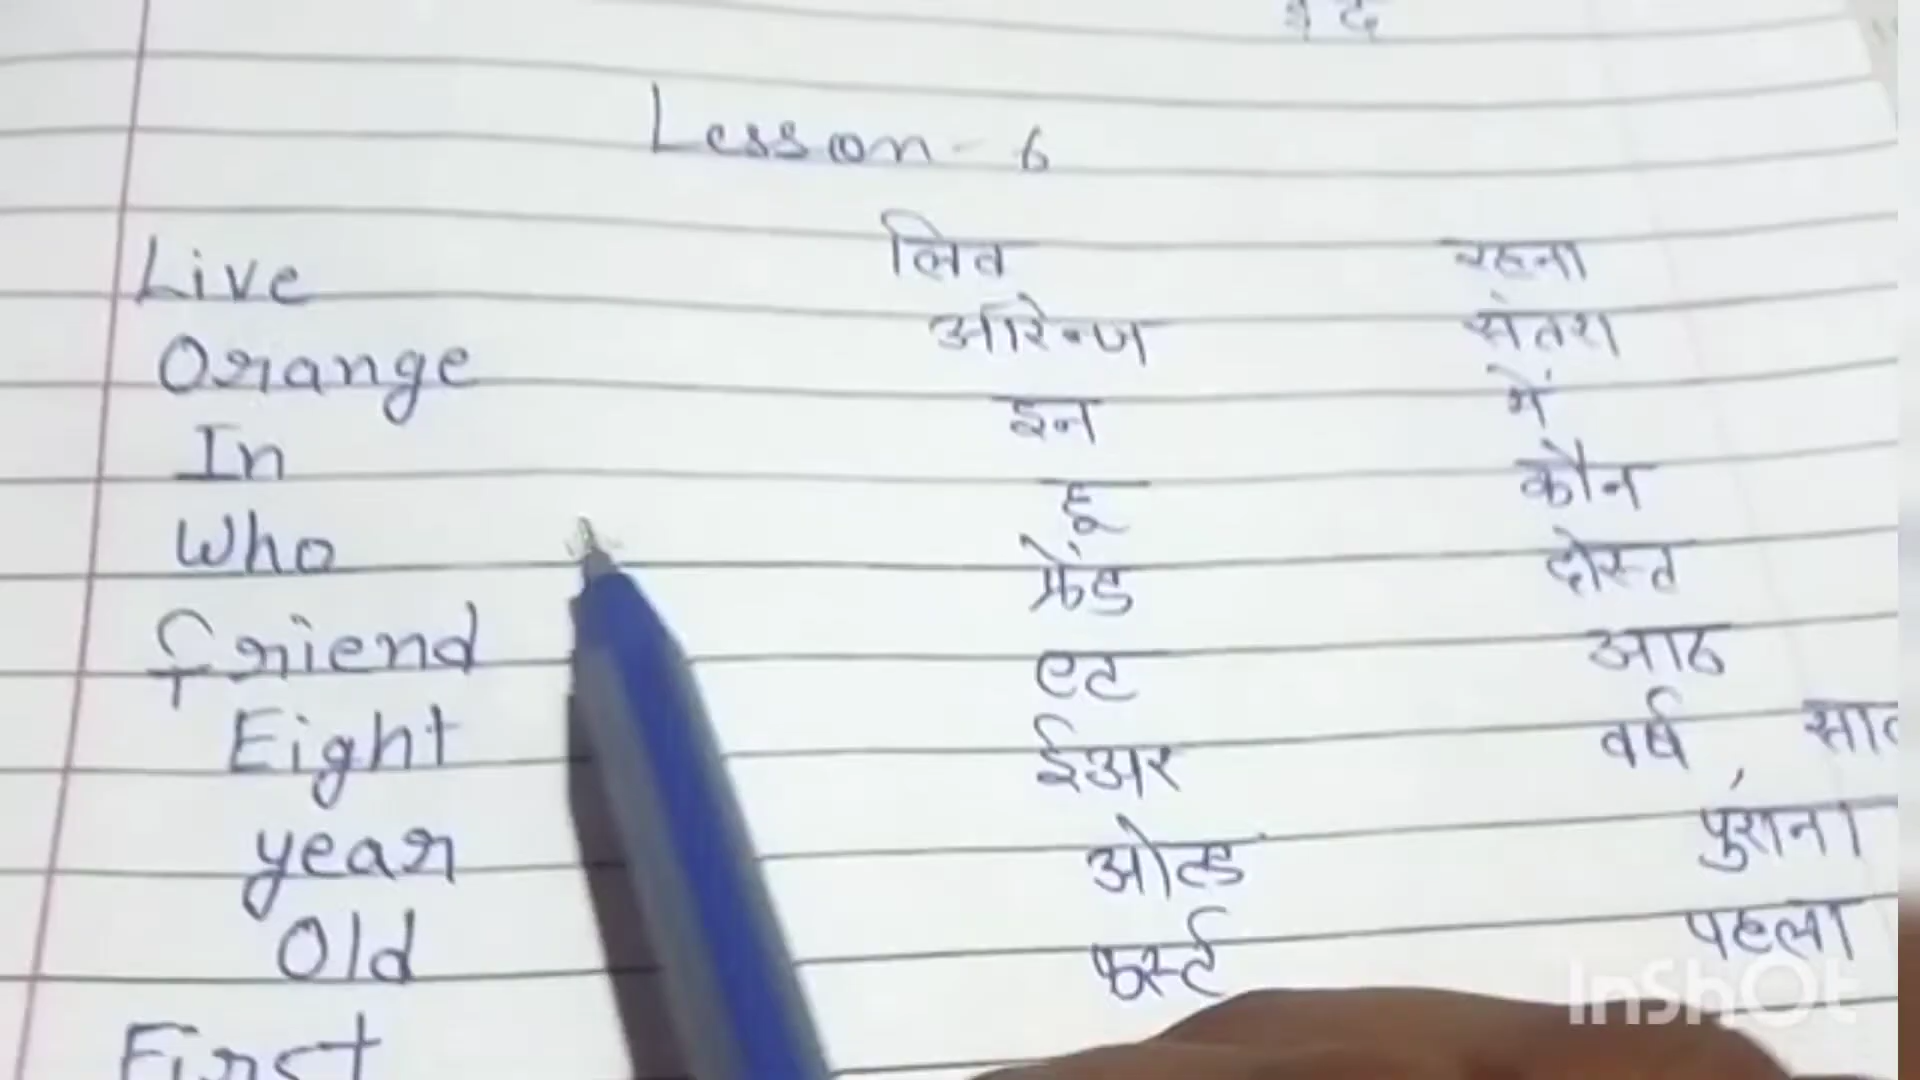 Lesson - 6
Live लिव रहना
Orange ऑरेन्ज संतरा
In इन में
Who हू कौन
friend फ्रेंड दोस्त
Eight एट आठ
year ईअर वर्ष ,
Old ओल्ड पुराना
First फर्स्ट पहला
InShOt